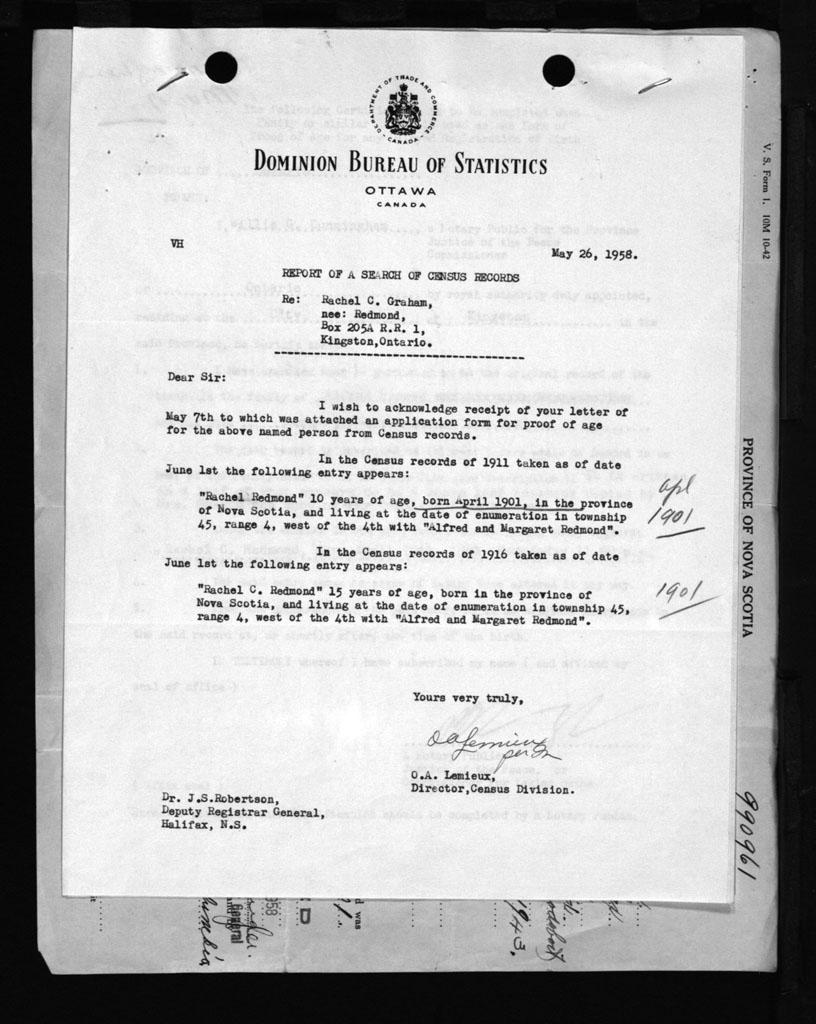 DEPARTMENT OF TRADE AND COMMERCE
CANADA
DOMINION BUREAU OF STATISTICS
OTTAWA
CANADA
V. S. Form 1. 10M 10-42
VH
May 26, 1958.
REPORT OF A SEARCH OF CENSUS RECORDS
Re: Rachel C. Graham,
nee: Redmond,
Box 205A R.R. 1,
Kingston,Ontario.
Dear Sir:
I wish to acknowledge receipt of your letter of
May 7th to which was attached an application form for proof of age
for the above named person from Census records.
In the Census records of 1911 taken as of date
June 1st the following entry appears:
"Rachel Redmond" 10 years of age, born April 1901, in the province
of Nova Scotia, and living at the date of enumeration in township
45, range 4, west of the 4th with "Alfred and Margaret Redmond".
apl
1901
In the Census records of 1916 taken as of date
June 1st the following entry appears:
"Rachel C. Redmond" 15 years of age, born in the province of
Nova Scotia, and living at the date of enumeration in township 45,
range 4, west of the 4th with "Alfred and Margaret Redmond".
1901
PROVINCE OF NOVA SCOTIA
Yours very truly,
OALemieux
per
O.A. Lemieux,
Director,Census Division.
Dr. J.S.Robertson,
Deputy Registrar General,
Halifax, N.S.
990961
1943.
d was
958
General